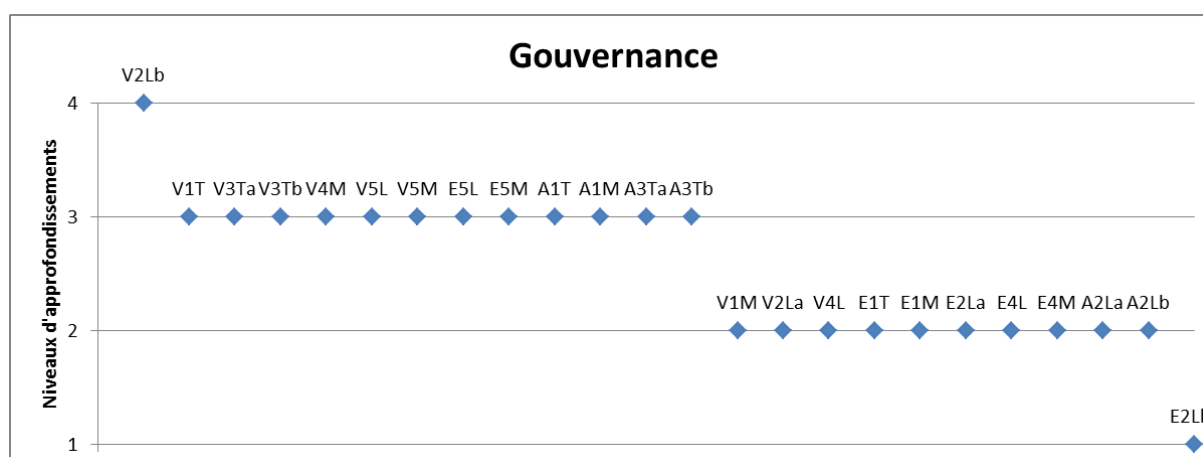 Gouvernance
V2Lb
4
Niveaux d'approfondissements
V1T V3Ta V3Tb V4M V5L V5M E5L E5M A1T A1M A3Ta A3Tb
3
V1M V2La V4L E1T E1M E2La E4L E4M A2La A2Lb
2
1